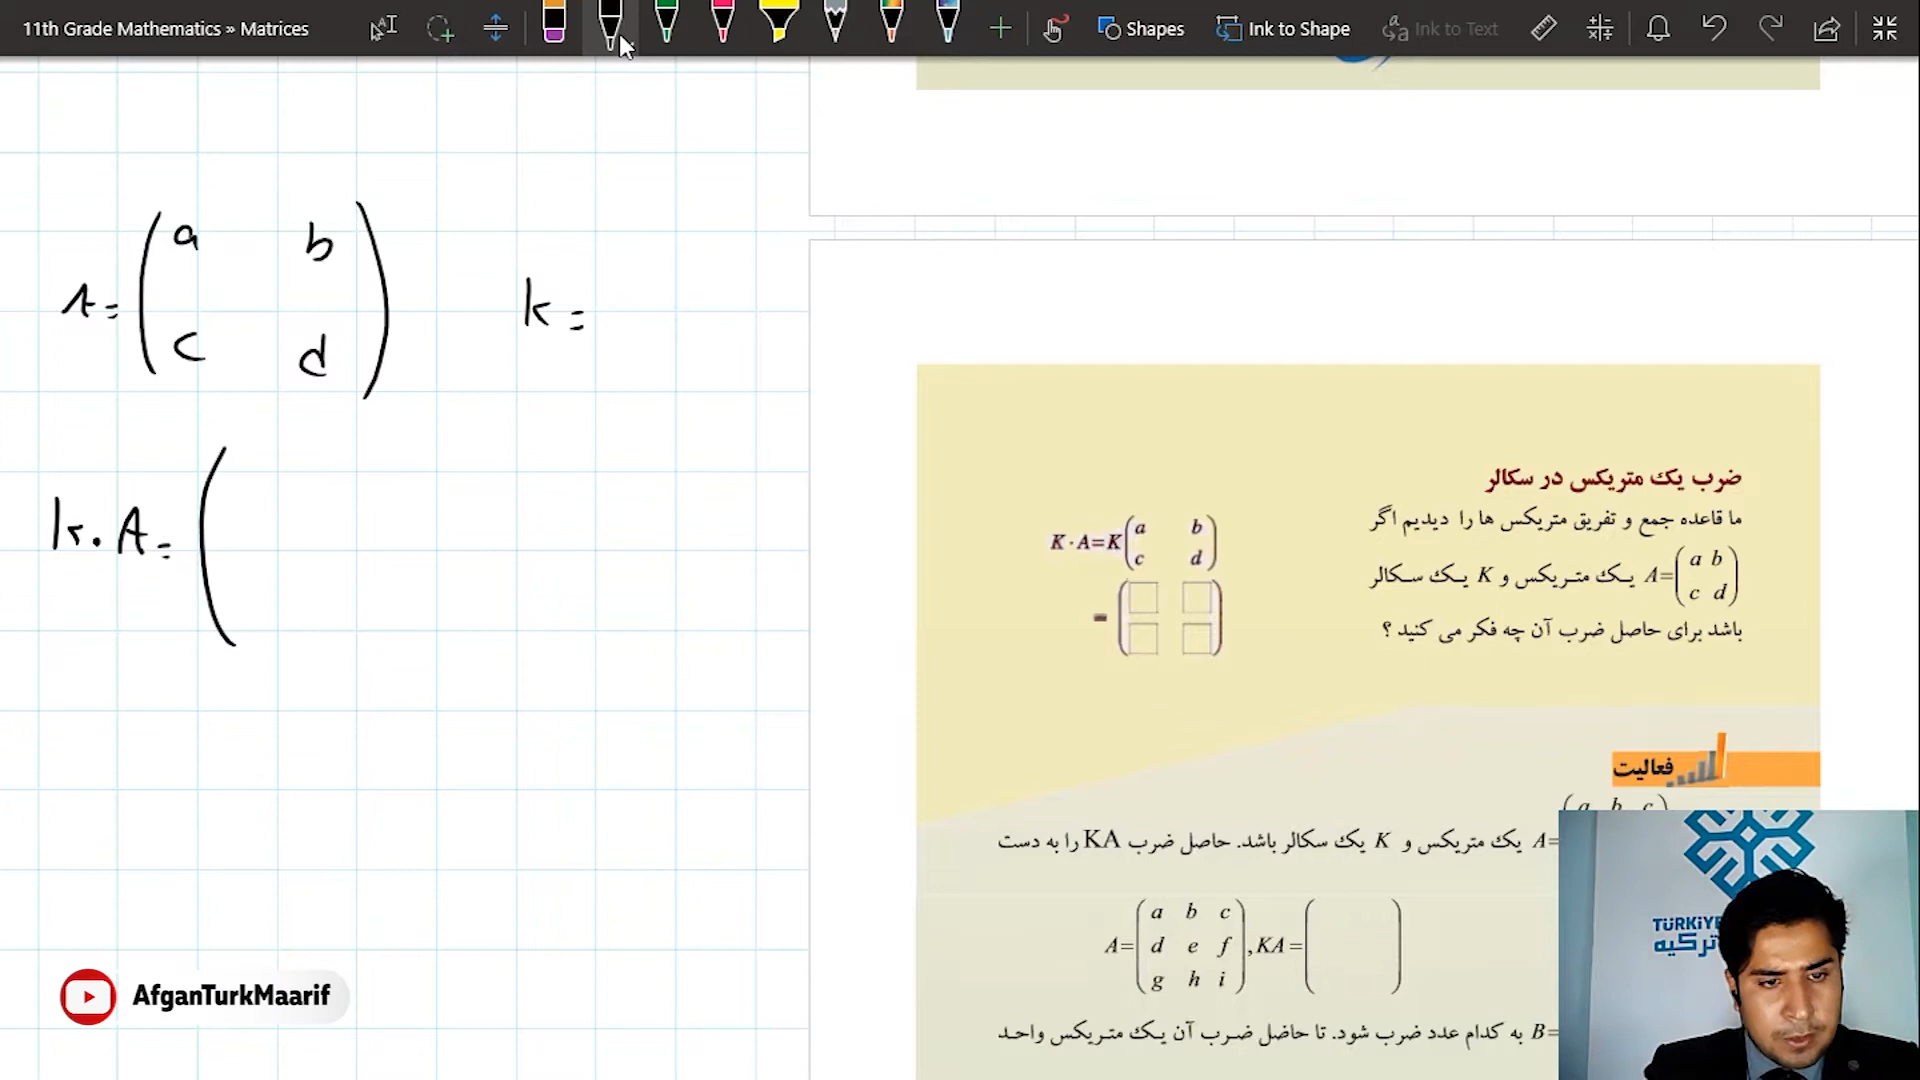 11th Grade Mathematics » Matrices
Shapes
Ink to Shape
Ink to Text
A = ( a b
c d )
k =
k . A = (
ضرب یک متریکس در سکالر
ما قاعده جمع و تفریق متریکس ها را دیدیم اگر
A=(a b
c d) یک متریکس و K یک سکالر
باشد برای حاصل ضرب آن چه فکر می کنید ؟
K · A=K(a b
c d)
= ( )
فعالیت
(a b c)
A= یک متریکس و K یک سکالر باشد. حاصل ضرب KA را به دست
A=(a b c
d e f
g h i), KA=( )
B= به کدام عدد ضرب شود. تا حاضل ضرب آن یک متریکس واحد
AfganTurkMaarif
TÜRKİYE
ترکیه